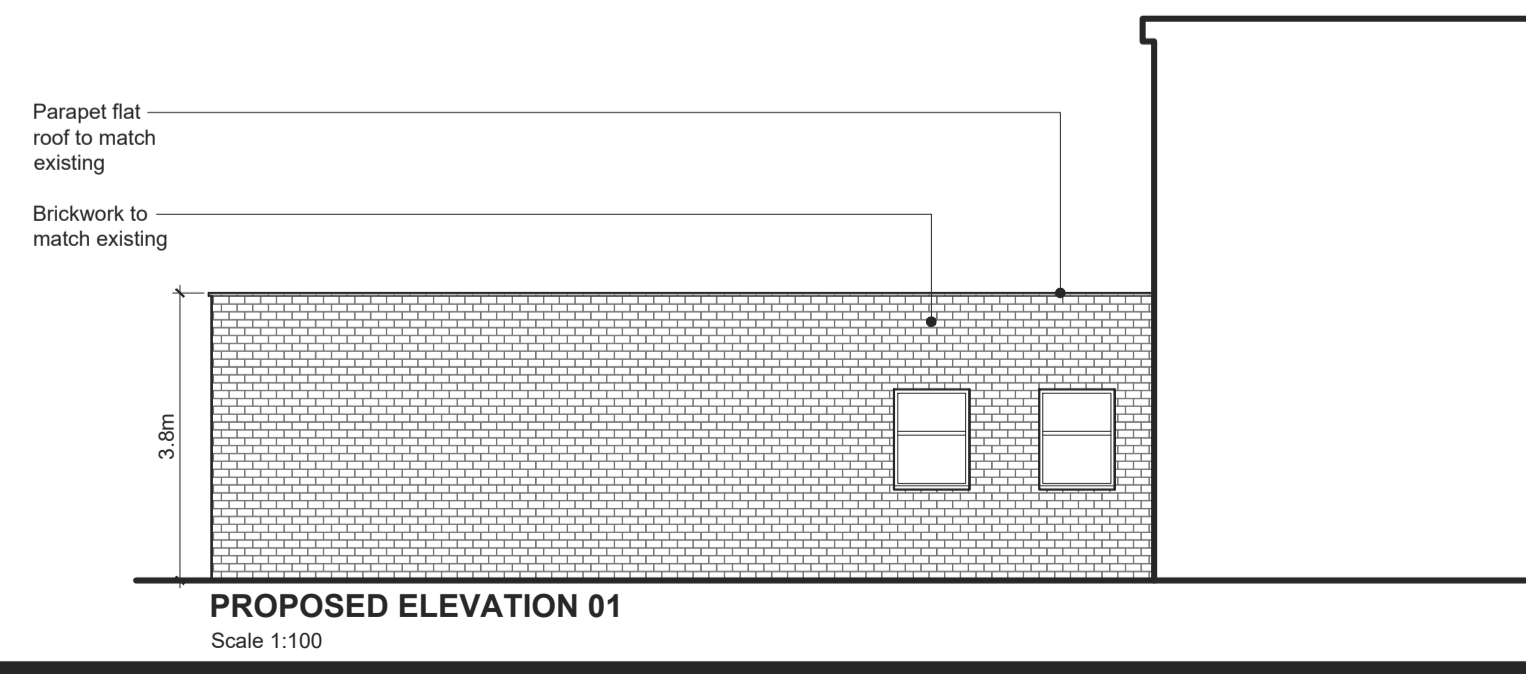 Parapet flat
roof to match
existing
Brickwork to
match existing
3.8m
PROPOSED ELEVATION 01
Scale 1:100